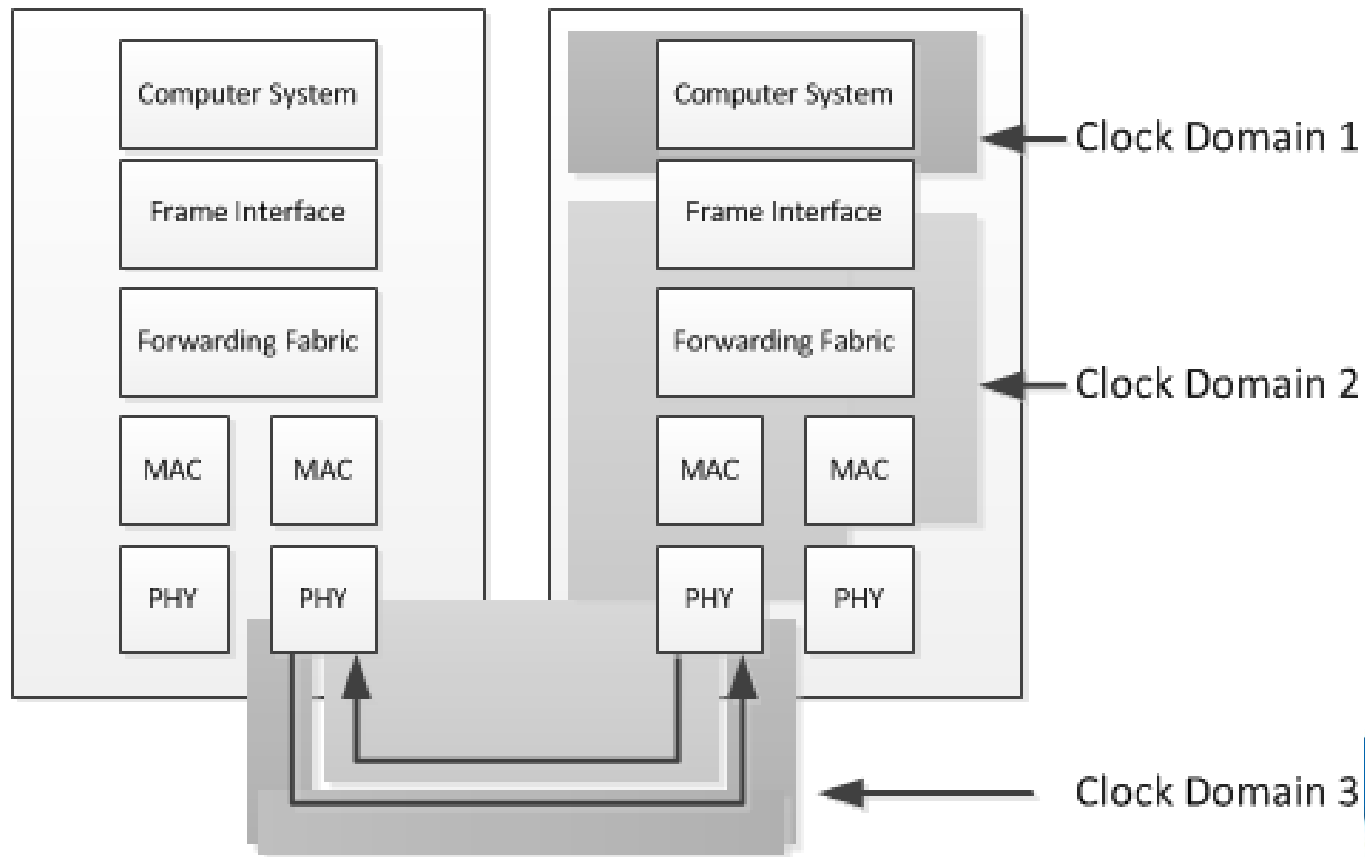 Computer System
Frame Interface
Forwarding Fabric
MAC
MAC
PHY
PHY
Computer System
Frame Interface
Forwarding Fabric
MAC
MAC
PHY
PHY
Clock Domain 1
Clock Domain 2
Clock Domain 3